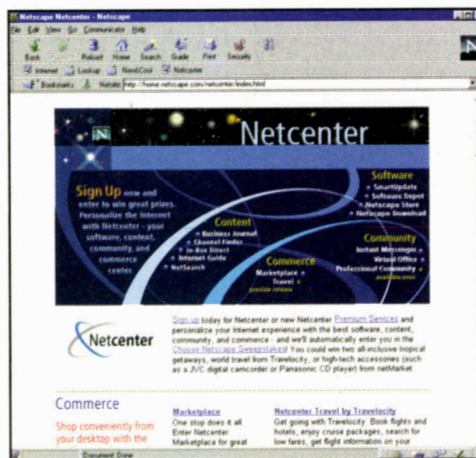 Netscape Netcenter - Netscape
File Edit View Go Communicator Help
Back Reload Home Search Guide Print Security
Internet Lookup New&Cool Netcaster
Bookmarks Netsite: http://home.netscape.com/netcenter/index.html
N
Netcenter
Sign Up now and
enter to win great prizes.
Personalize the Internet
with Netcenter - your
software, content,
community, and
commerce
center.
Content
Business Journal
Channel Finder
In-Box Direct
Internet Guide
NetSearch
Commerce
Marketplace
Travel
preview release
Software
SmartUpdate
Software Depot
Netscape Store
Netscape Download
Community
Instant Messenger
Virtual Office
Professional Community
available soon
Netcenter
Sign up today for Netcenter or new Netcenter Premium Services and
personalize your Internet experience with the best software, content,
community, and commerce - and we'll automatically enter you in the
Choose Netscape Sweepstakes! You could win two all-inclusive tropical
getaways, world travel from Travelocity, or high-tech accessories (such
as a JVC digital camcorder or Panasonic CD player) from netMarket
Commerce
Shop conveniently from
your desktop with the
Marketplace
One stop does it all.
Enter Netcenter
Marketplace for great
Netcenter Travel by Travelocity
Get going with Travelocity. Book flights and
hotels, enjoy cruise packages, search for
low fares, get flight information on your
Document: Done